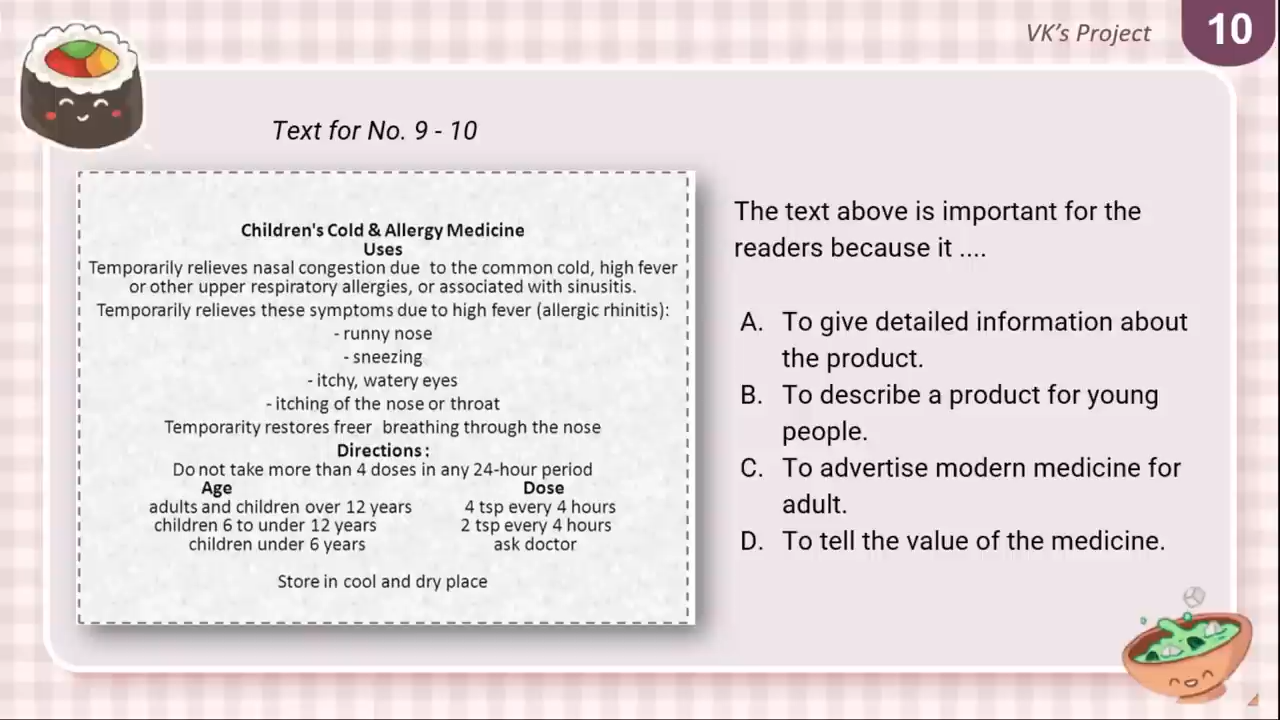 VK's Project
10
Text for No. 9 - 10
Children's Cold & Allergy Medicine
Uses
Temporarily relieves nasal congestion due to the common cold, high fever
or other upper respiratory allergies, or associated with sinusitis.
Temporarily relieves these symptoms due to high fever (allergic rhinitis):
- runny nose
- sneezing
- itchy, watery eyes
- itching of the nose or throat
Temporarity restores freer breathing through the nose
Directions :
Do not take more than 4 doses in any 24-hour period
Age Dose
adults and children over 12 years 4 tsp every 4 hours
children 6 to under 12 years 2 tsp every 4 hours
children under 6 years ask doctor
Store in cool and dry place
The text above is important for the
readers because it ....
A. To give detailed information about
the product.
B. To describe a product for young
people.
C. To advertise modern medicine for
adult.
D. To tell the value of the medicine.